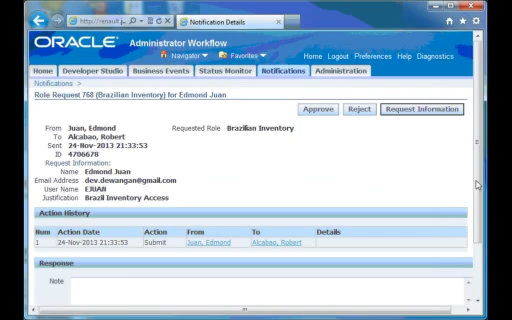 https://renault.j...
Notification Details
ORACLE Administrator Workflow
Navigator Favorites Home Logout Preferences Help Diagnostics
Home Developer Studio Business Events Status Monitor Notifications Administration
Notifications >
Role Request 768 (Brazilian Inventory) for Edmond Juan
Approve Reject Request Information
From Juan, Edmond Requested Role Brazilian Inventory
To Alcabao, Robert
Sent 24-Nov-2013 21:33:53
ID 4706678
Request Information:
Name Edmond Juan
Email Address dev.dewangan@gmail.com
User Name EJUAN
Justification Brazil Inventory Access
Action History
Num Action Date Action From To Details
1 24-Nov-2013 21:33:53 Submit Juan, Edmond Alcabao, Robert
Response
Note